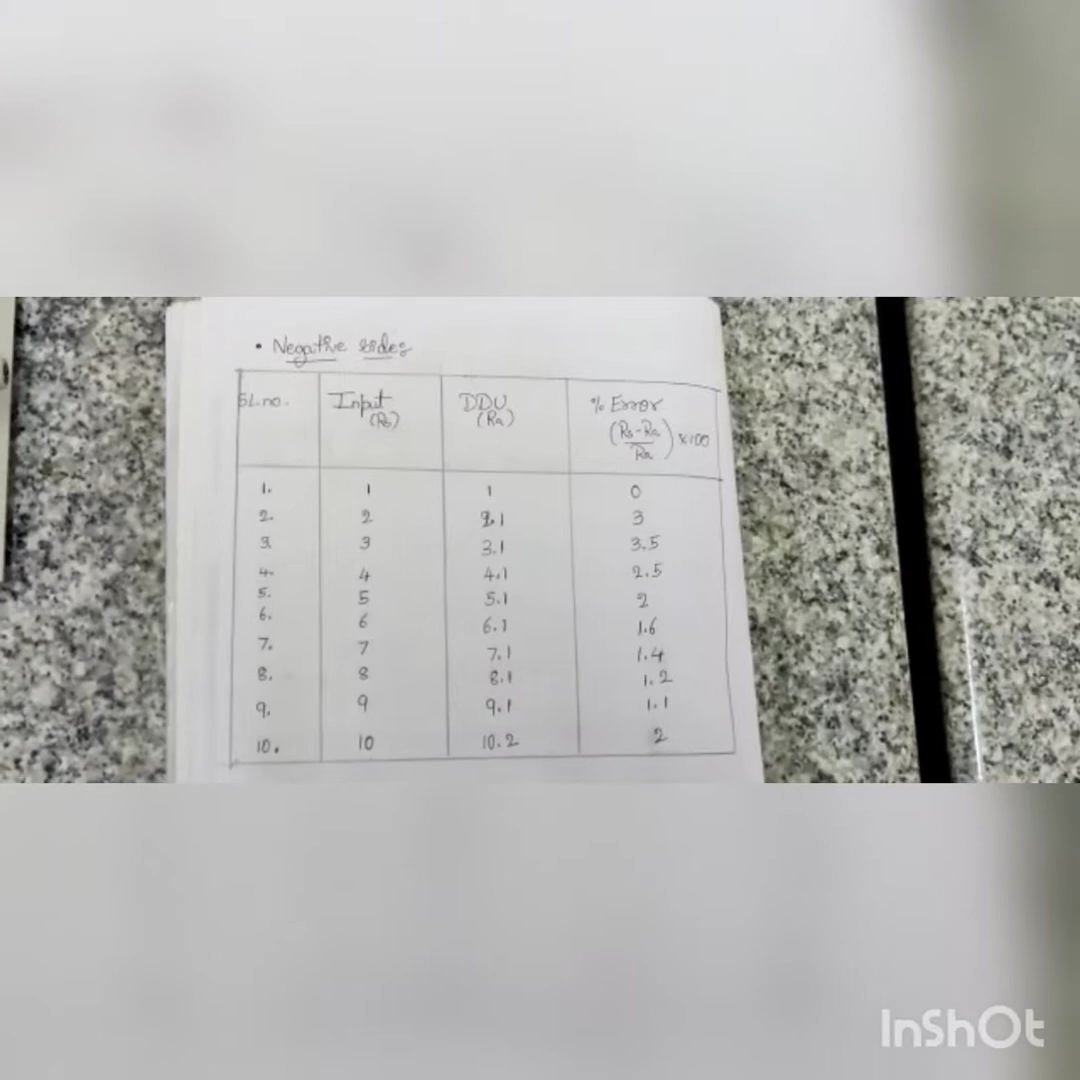 • Negative sides
SL.no. Input (Rs) DDU (Ra) % Error (Rs-Ra/Ra) x100
1. 1 1 0
2. 2 2.1 3
3. 3 3.1 3.5
4. 4 4.1 2.5
5. 5 5.1 2
6. 6 6.1 1.6
7. 7 7.1 1.4
8. 8 8.1 1.2
9. 9 9.1 1.1
10. 10 10.2 2
InShOt